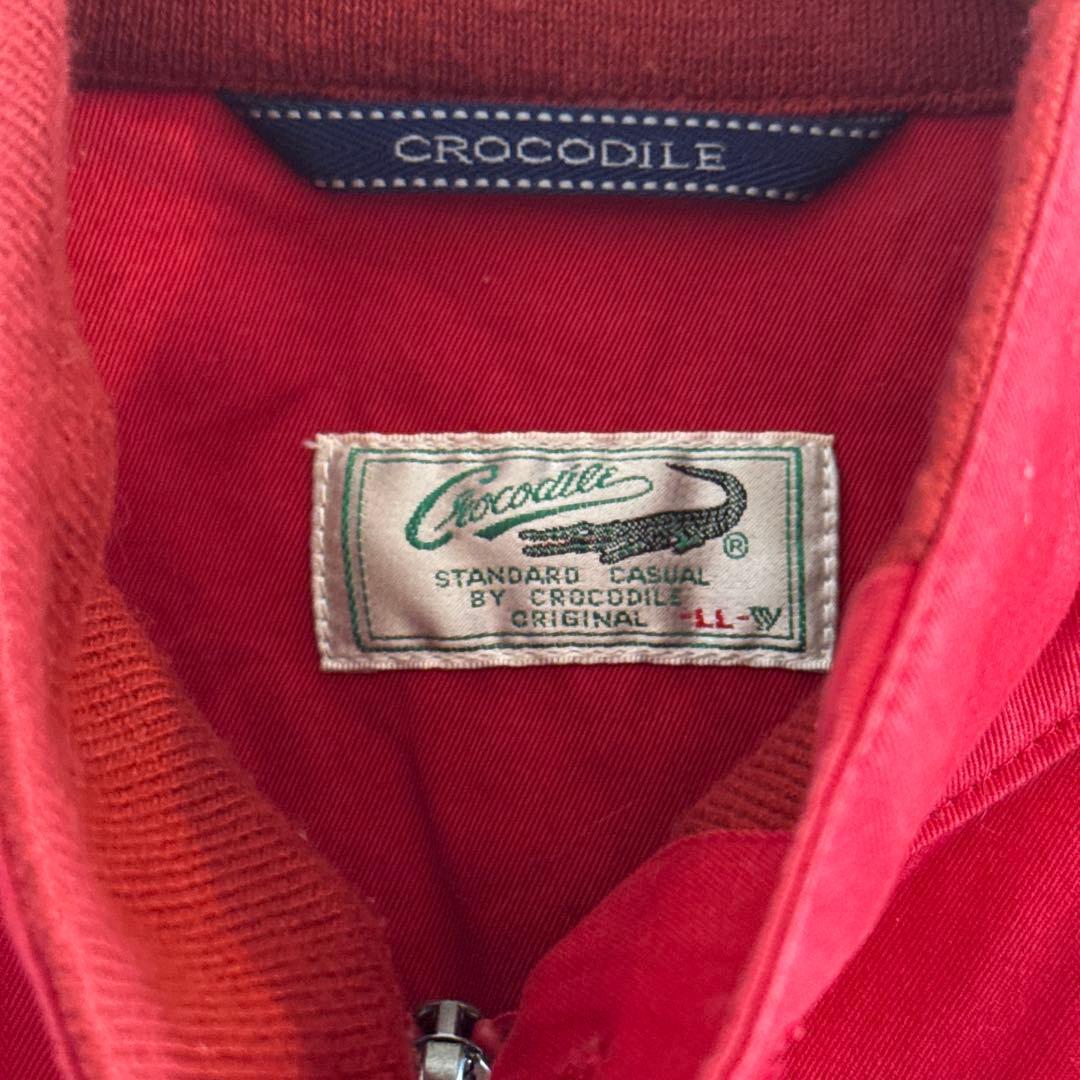 CROCODILE
Crocodile
®
STANDARD CASUAL
BY CROCODILE
ORIGINAL -LL-